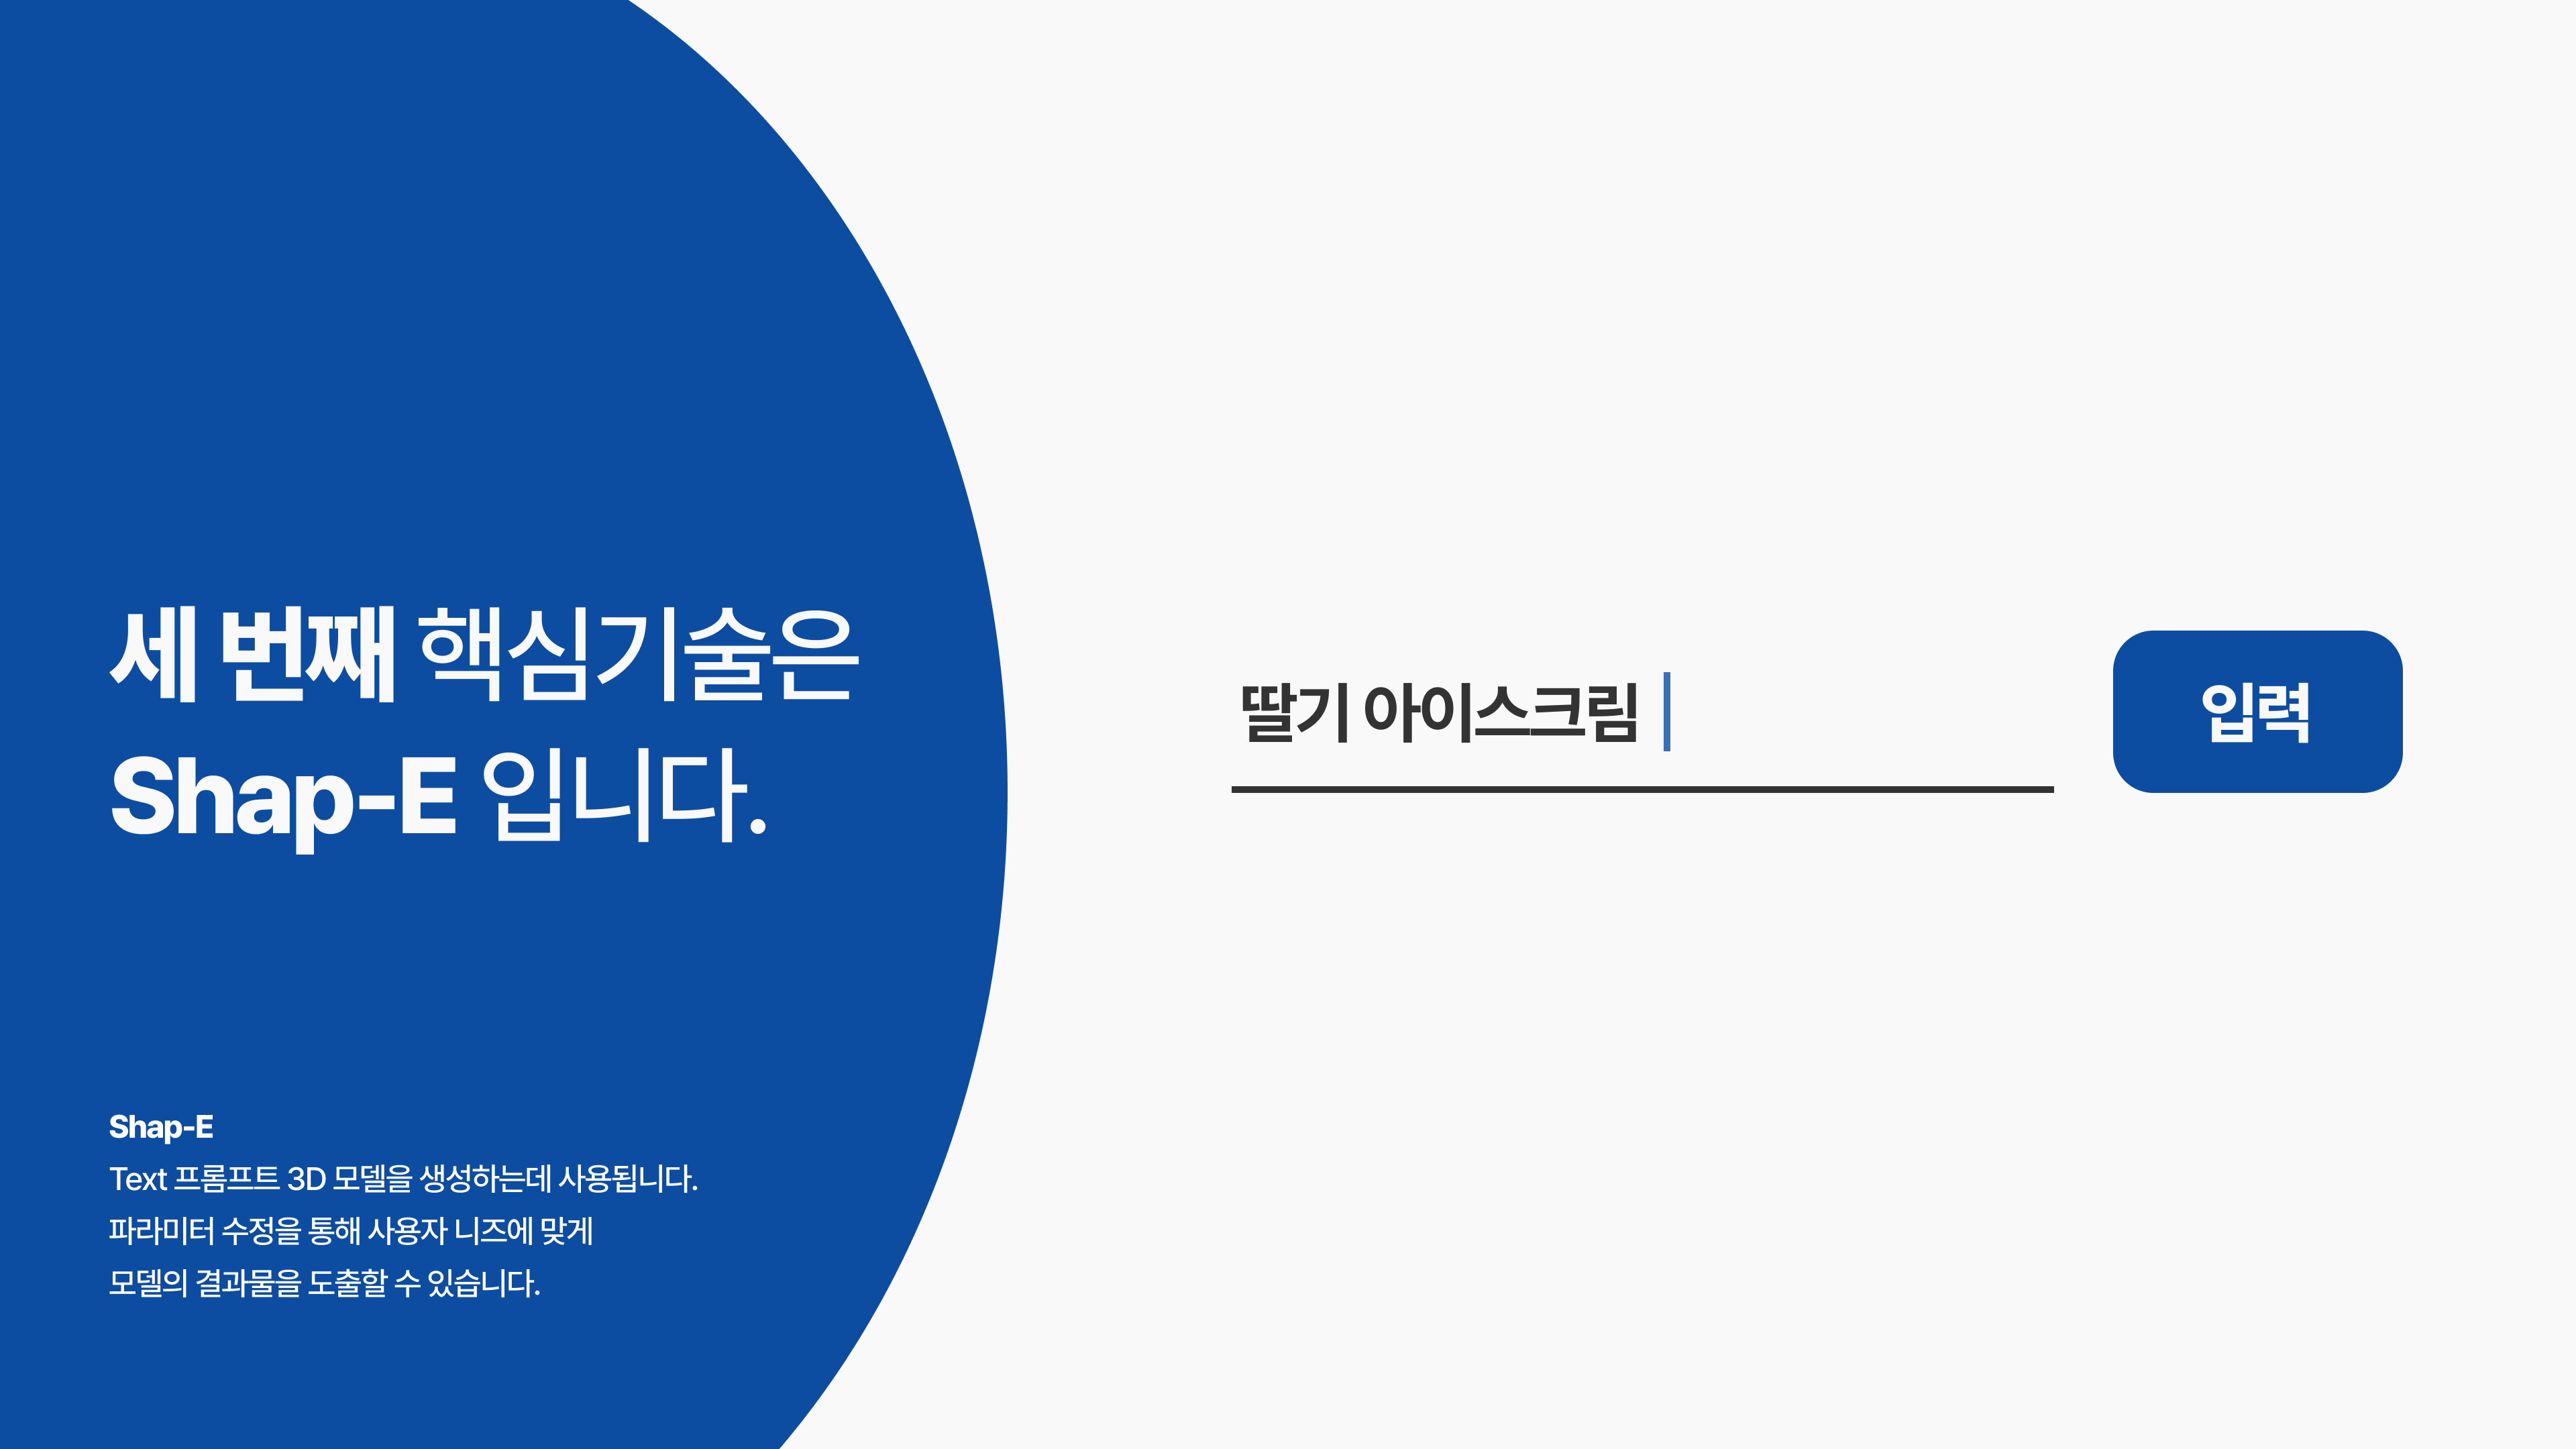 세 번째 핵심기술은
Shap-E 입니다.
Shap-E
Text 프롬프트 3D 모델을 생성하는데 사용됩니다.
파라미터 수정을 통해 사용자 니즈에 맞게
모델의 결과물을 도출할 수 있습니다.
딸기 아이스크림
입력